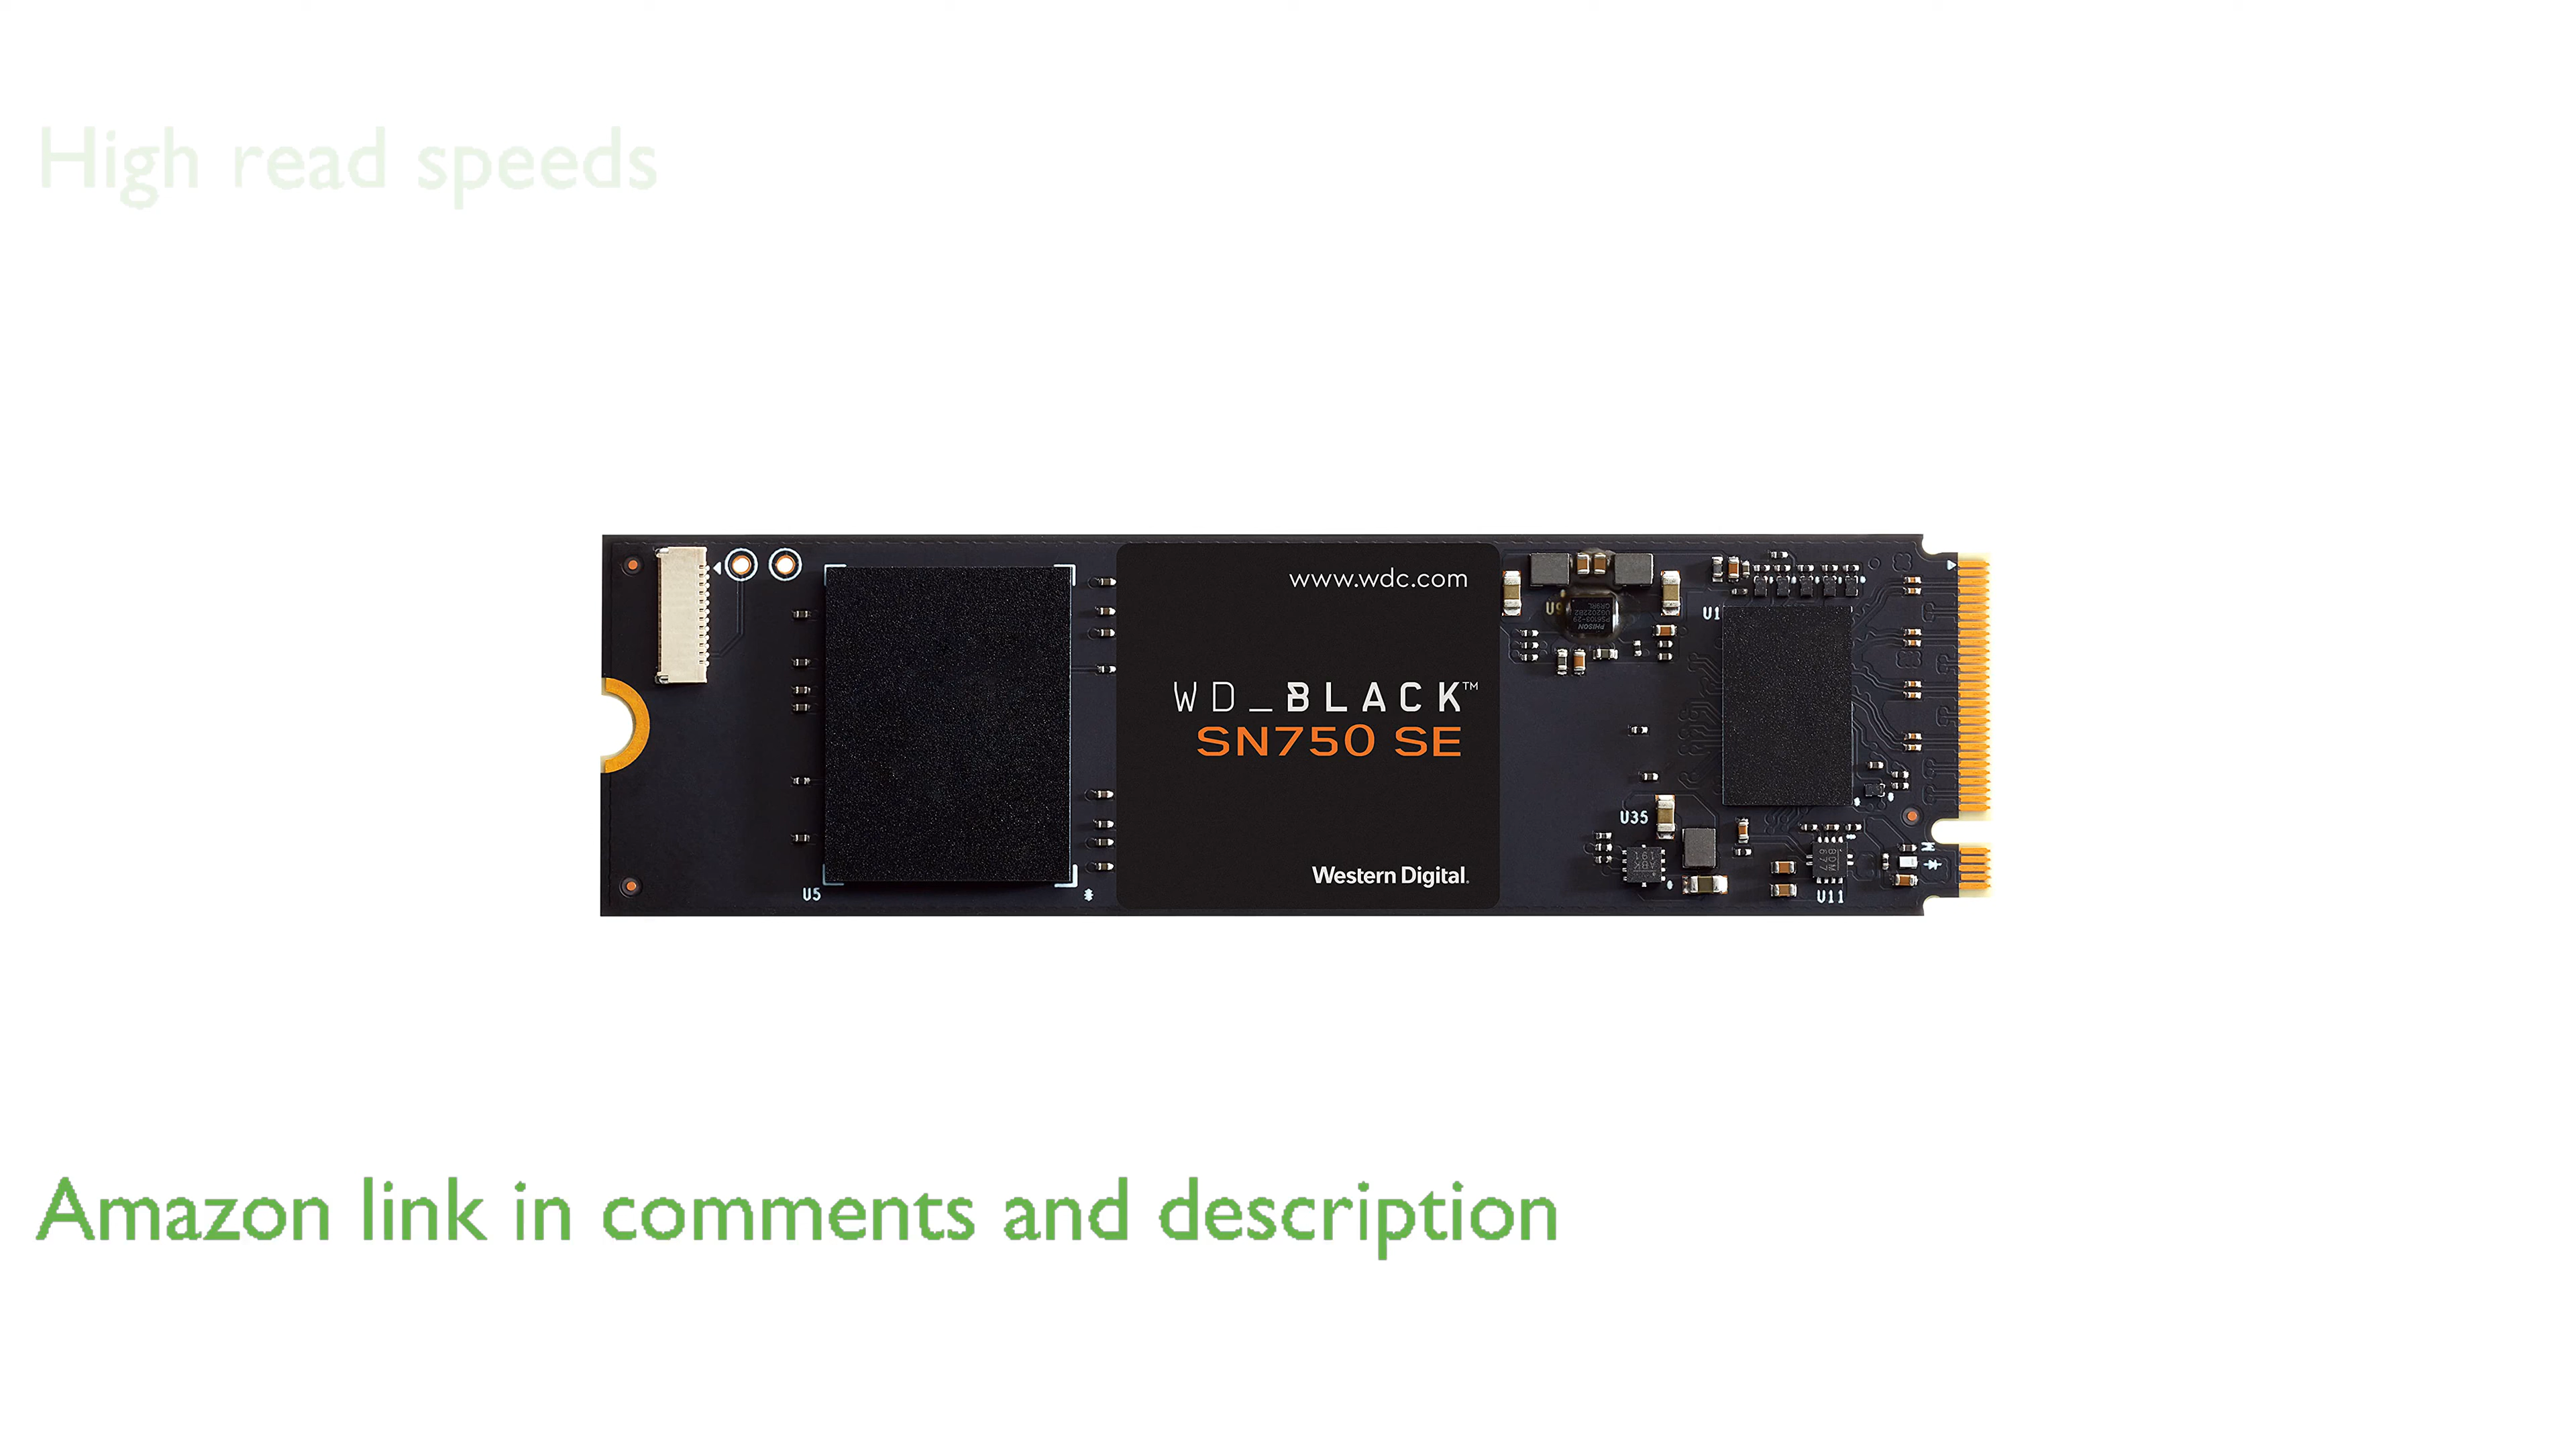 High read speeds
www.wdc.com
U9
U1
WD_BLACK™
SN750 SE
U35
Western Digital.
U5
U11
Amazon link in comments and description